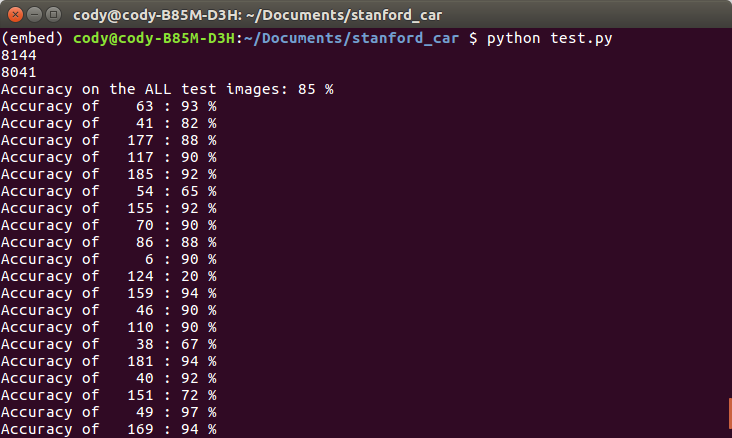 cody@cody-B85M-D3H: ~/Documents/stanford_car
(embed) cody@cody-B85M-D3H:~/Documents/stanford_car $ python test.py
8144
8041
Accuracy on the ALL test images: 85 %
Accuracy of    63 : 93 %
Accuracy of    41 : 82 %
Accuracy of   177 : 88 %
Accuracy of   117 : 90 %
Accuracy of   185 : 92 %
Accuracy of    54 : 65 %
Accuracy of   155 : 92 %
Accuracy of    70 : 90 %
Accuracy of    86 : 88 %
Accuracy of     6 : 90 %
Accuracy of   124 : 20 %
Accuracy of   159 : 94 %
Accuracy of    46 : 90 %
Accuracy of   110 : 90 %
Accuracy of    38 : 67 %
Accuracy of   181 : 94 %
Accuracy of    40 : 92 %
Accuracy of   151 : 72 %
Accuracy of    49 : 97 %
Accuracy of   169 : 94 %